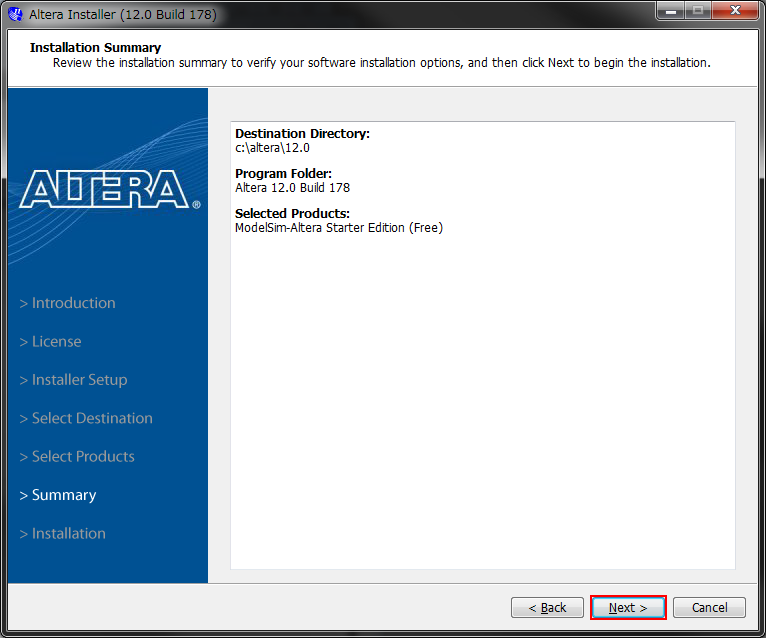 Altera Installer (12.0 Build 178)
Installation Summary
Review the installation summary to verify your software installation options, and then click Next to begin the installation.
ALTERA®
> Introduction
> License
> Installer Setup
> Select Destination
> Select Products
> Summary
> Installation
Destination Directory:
c:\altera\12.0
Program Folder:
Altera 12.0 Build 178
Selected Products:
ModelSim-Altera Starter Edition (Free)
< Back
Next >
Cancel